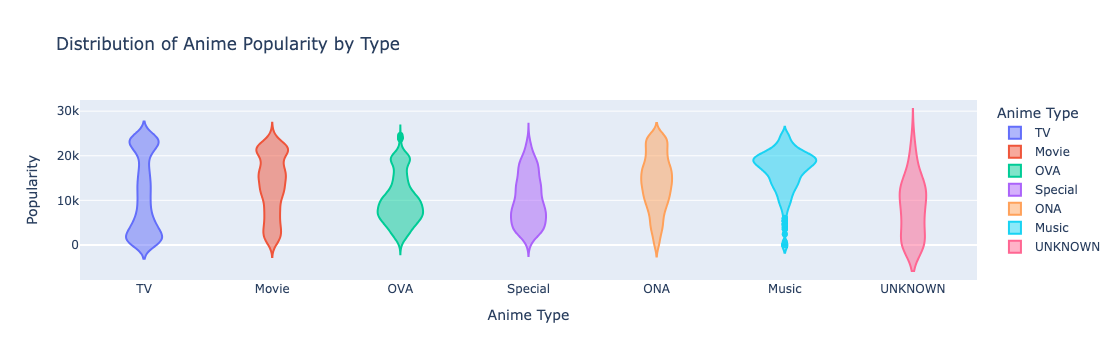 Distribution of Anime Popularity by Type
Popularity
30k
20k
10k
0
TV
Movie
OVA
Special
ONA
Music
UNKNOWN
Anime Type
Anime Type
TV
Movie
OVA
Special
ONA
Music
UNKNOWN